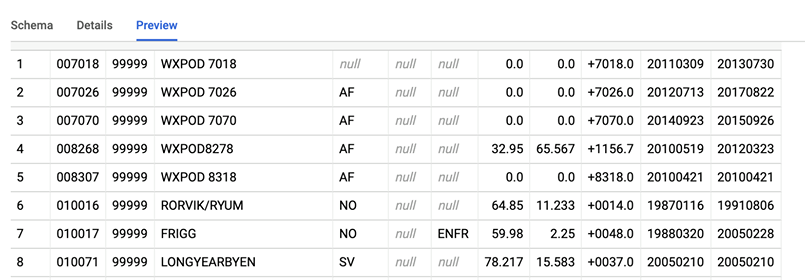 Schema Details Preview
1 007018 99999 WXPOD 7018 null null null 0.0 0.0 +7018.0 20110309 20130730
2 007026 99999 WXPOD 7026 AF null null 0.0 0.0 +7026.0 20120713 20170822
3 007070 99999 WXPOD 7070 AF null null 0.0 0.0 +7070.0 20140923 20150926
4 008268 99999 WXPOD8278 AF null null 32.95 65.567 +1156.7 20100519 20120323
5 008307 99999 WXPOD 8318 AF null null 0.0 0.0 +8318.0 20100421 20100421
6 010016 99999 RORVIK/RYUM NO null null 64.85 11.233 +0014.0 19870116 19910806
7 010017 99999 FRIGG NO null ENFR 59.98 2.25 +0048.0 19880320 20050228
8 010071 99999 LONGYEARBYEN SV null null 78.217 15.583 +0037.0 20050210 20050210